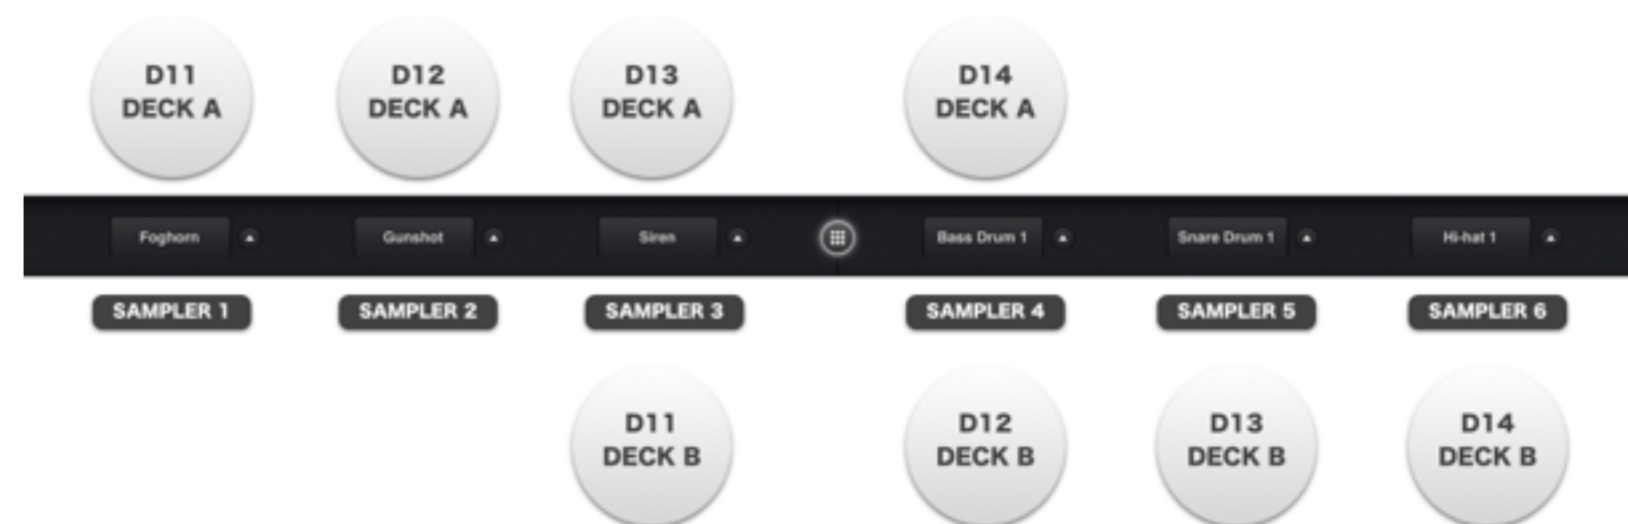 D11
DECK A
D12
DECK A
D13
DECK A
D14
DECK A
Foghorn
Gunshot
Siren
Bass Drum 1
Snare Drum 1
Hi-hat 1
SAMPLER 1
SAMPLER 2
SAMPLER 3
SAMPLER 4
SAMPLER 5
SAMPLER 6
D11
DECK B
D12
DECK B
D13
DECK B
D14
DECK B